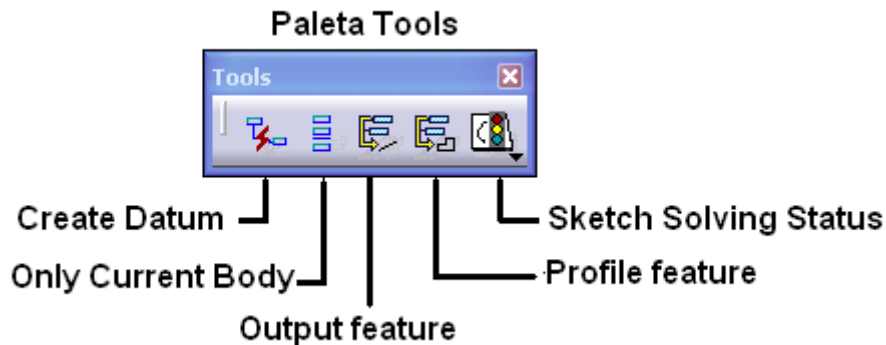 Paleta Tools
Tools
Create Datum
Sketch Solving Status
Only Current Body
Profile feature
Output feature